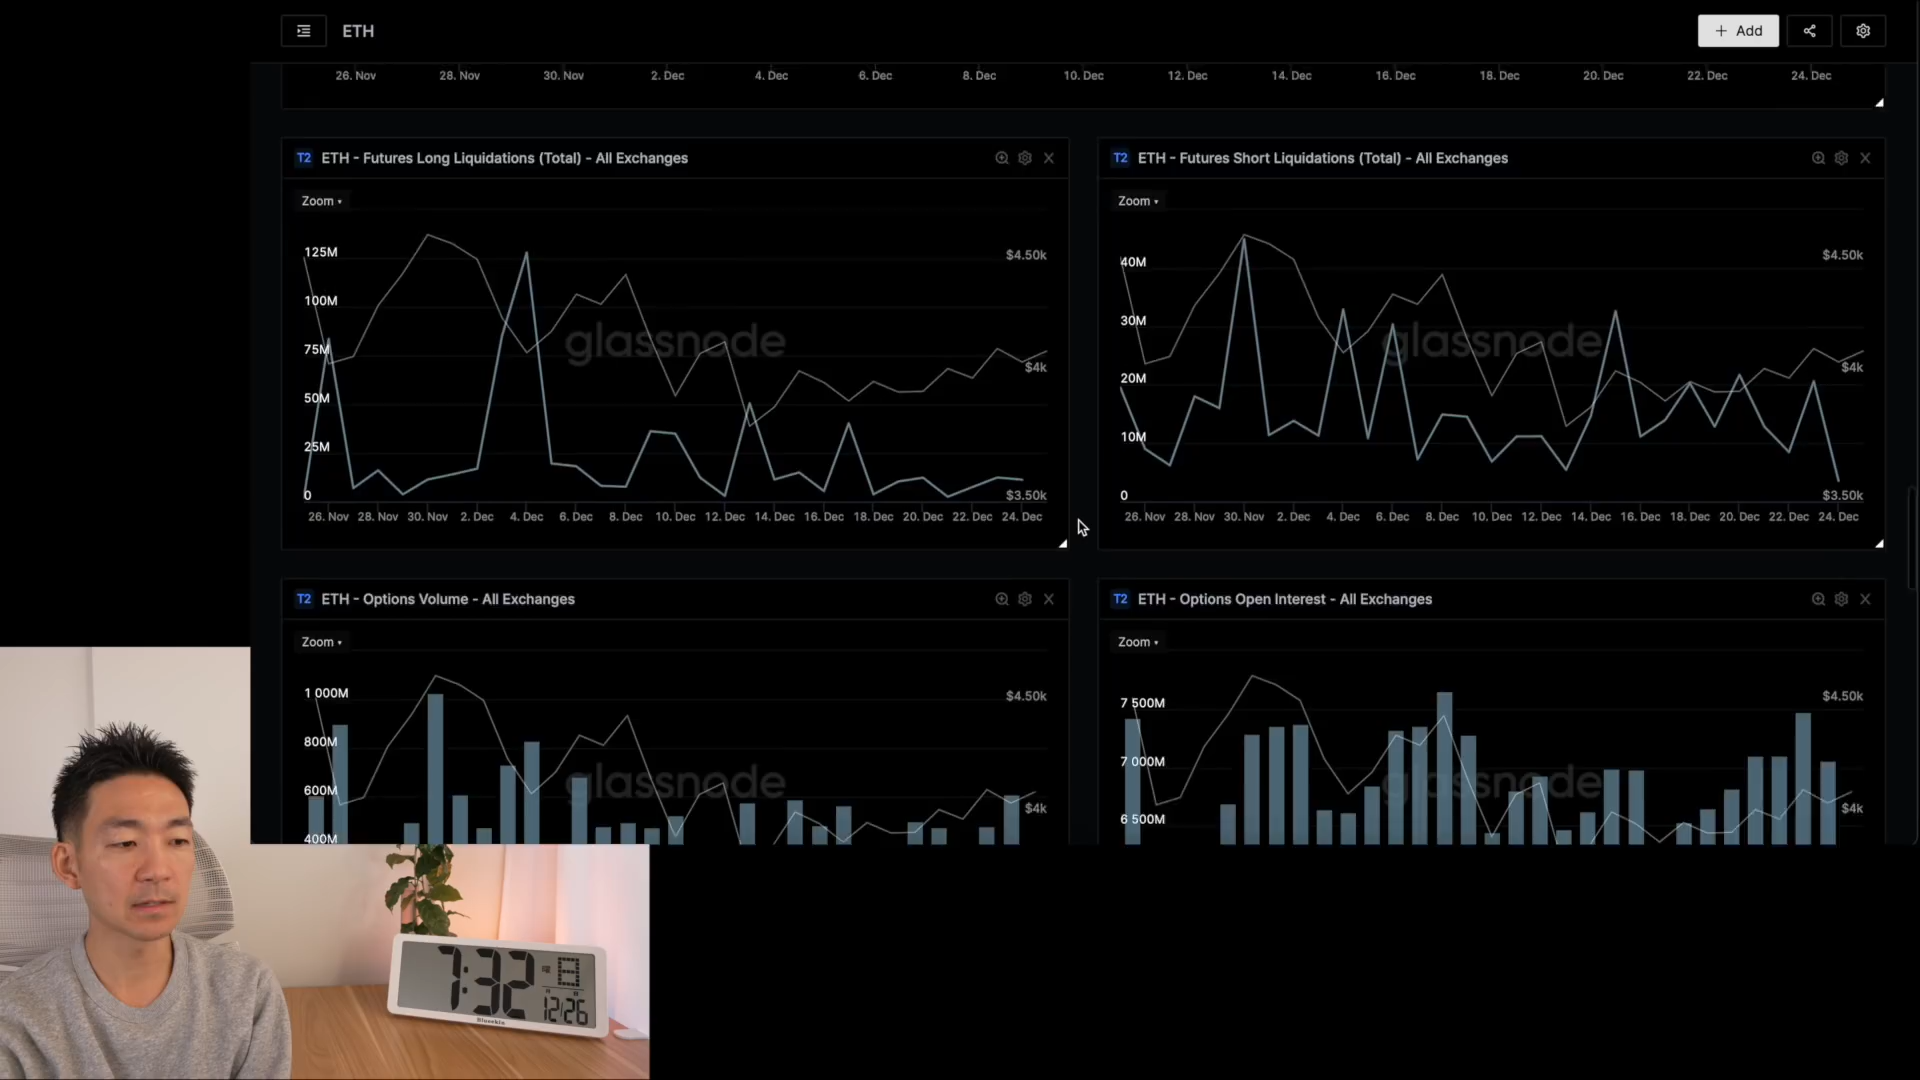 ETH
+ Add
26. Nov 28. Nov 30. Nov 2. Dec 4. Dec 6. Dec 8. Dec 10. Dec 12. Dec 14. Dec 16. Dec 18. Dec 20. Dec 22. Dec 24. Dec
T2 ETH - Futures Long Liquidations (Total) - All Exchanges
Zoom
125M
100M
75M
50M
25M
0
$4.50k
$4k
$3.50k
glassnode
26. Nov 28. Nov 30. Nov 2. Dec 4. Dec 6. Dec 8. Dec 10. Dec 12. Dec 14. Dec 16. Dec 18. Dec 20. Dec 22. Dec 24. Dec
T2 ETH - Futures Short Liquidations (Total) - All Exchanges
Zoom
40M
30M
20M
10M
0
$4.50k
$4k
$3.50k
glassnode
26. Nov 28. Nov 30. Nov 2. Dec 4. Dec 6. Dec 8. Dec 10. Dec 12. Dec 14. Dec 16. Dec 18. Dec 20. Dec 22. Dec 24. Dec
T2 ETH - Options Volume - All Exchanges
Zoom
1 000M
800M
600M
400M
$4.50k
$4k
glassnode
T2 ETH - Options Open Interest - All Exchanges
Zoom
7 500M
7 000M
6 500M
$4.50k
$4k
glassnode
7:32
日
12/26